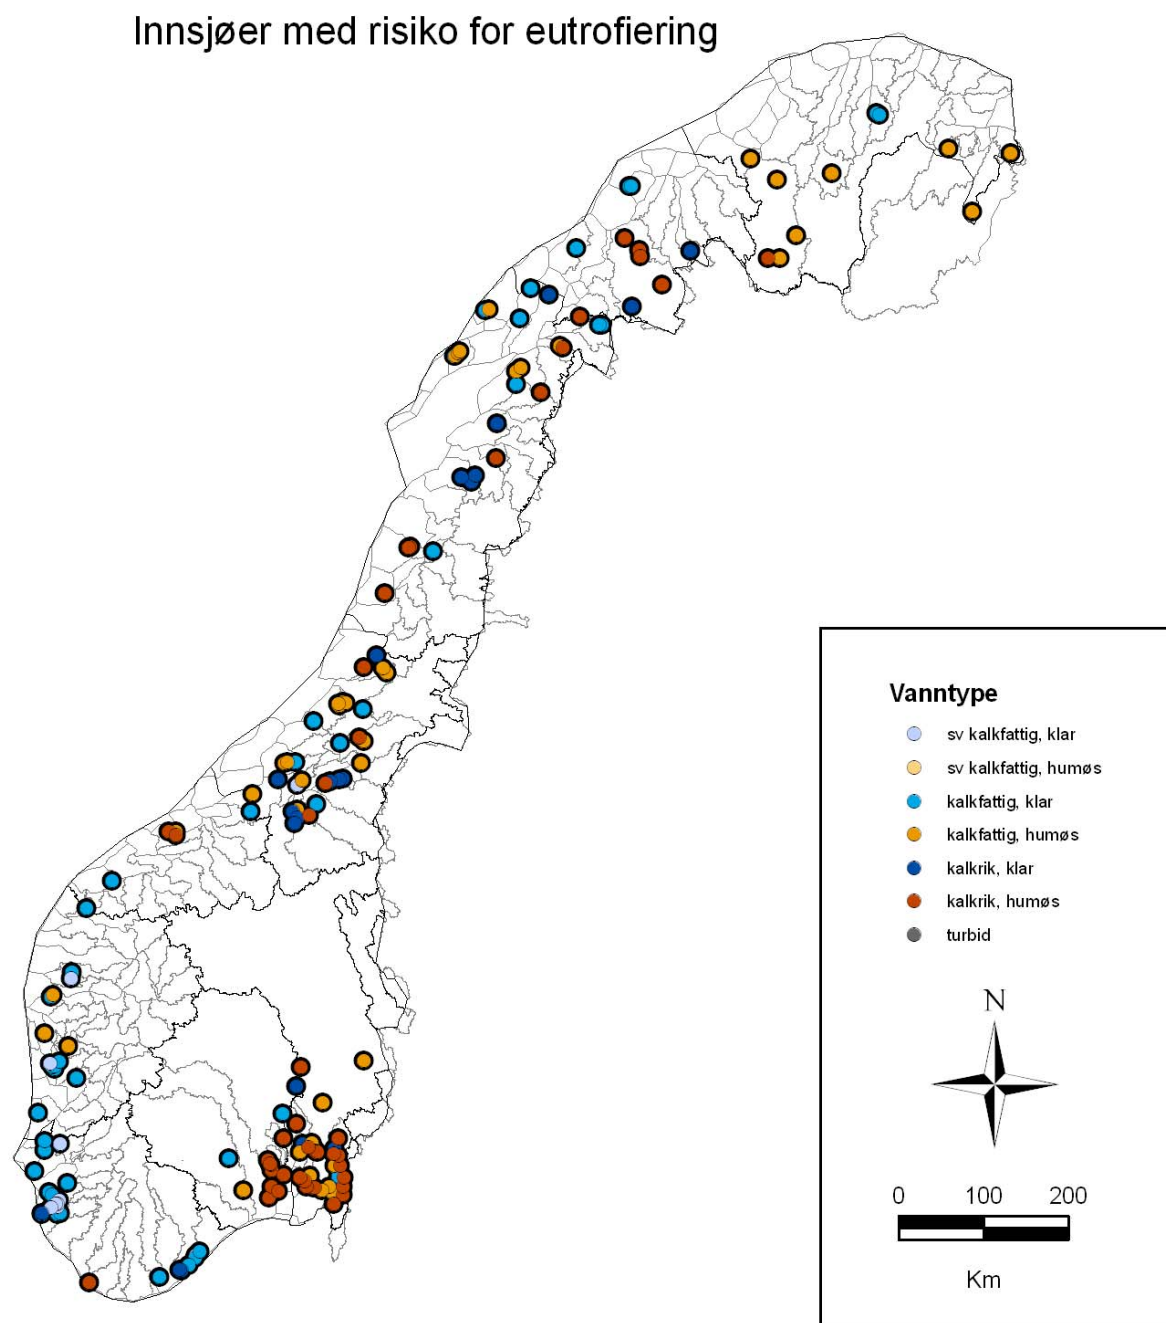 Innsjøer med risiko for eutrofiering
Vanntype
sv kalkfattig, klar
sv kalkfattig, humøs
kalkfattig, klar
kalkfattig, humøs
kalkrik, klar
kalkrik, humøs
turbid
N
0 100 200
Km